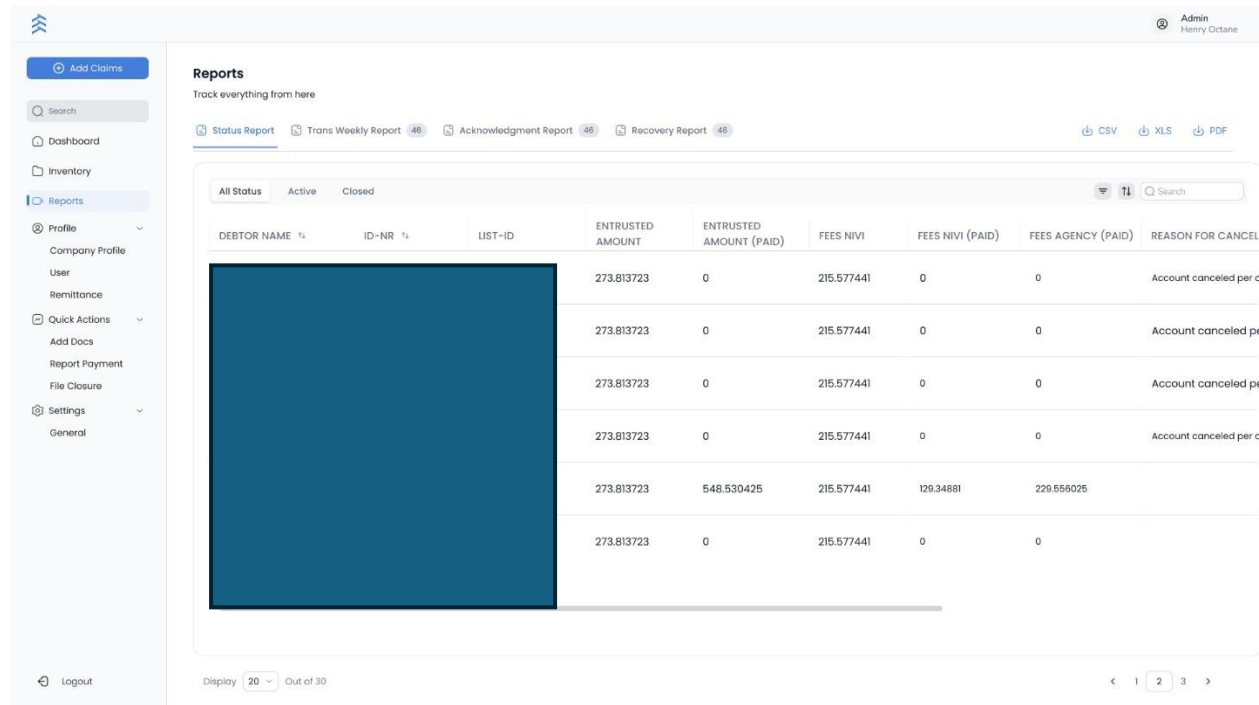 Admin
Henry Octane
Add Claims
Search
Dashboard
Inventory
Reports
Profile
Company Profile
User
Remittance
Quick Actions
Add Docs
Report Payment
File Closure
Settings
General
Logout
Reports
Track everything from here
Status Report Trans Weekly Report 46 Acknowledgment Report 46 Recovery Report 46 CSV XLS PDF
All Status Active Closed Search
DEBTOR NAME ID-NR LIST-ID ENTRUSTED AMOUNT ENTRUSTED AMOUNT (PAID) FEES NIVI FEES NIVI (PAID) FEES AGENCY (PAID) REASON FOR CANCEL
273.813723 0 215.577441 0 0 Account canceled per c
273.813723 0 215.577441 0 0 Account canceled pe
273.813723 0 215.577441 0 0 Account canceled pe
273.813723 0 215.577441 0 0 Account canceled per c
273.813723 548.530425 215.577441 129.34881 229.556025
273.813723 0 215.577441 0 0
Display 20 Out of 30 1 2 3